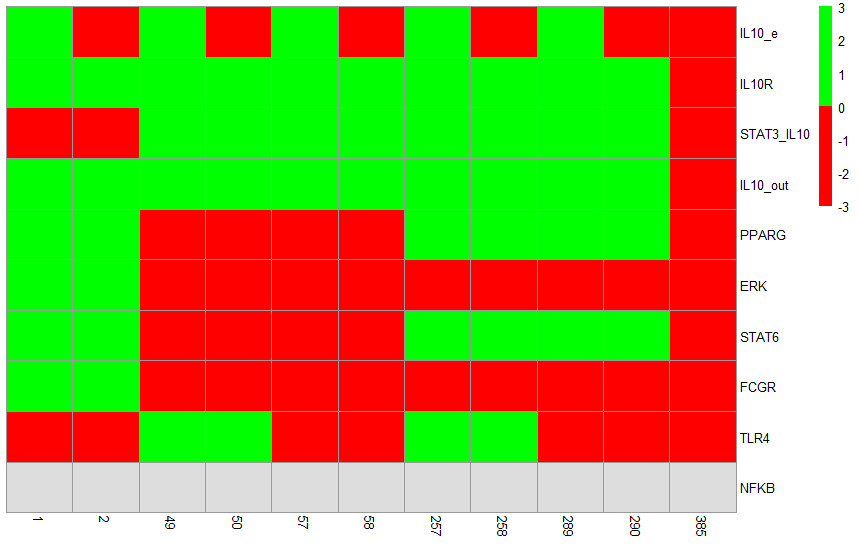 IL10_e
IL10R
STAT3_IL10
IL10_out
PPARG
ERK
STAT6
FCGR
TLR4
NFKB
1 2 49 50 57 58 257 258 289 290 385
3
2
1
0
-1
-2
-3